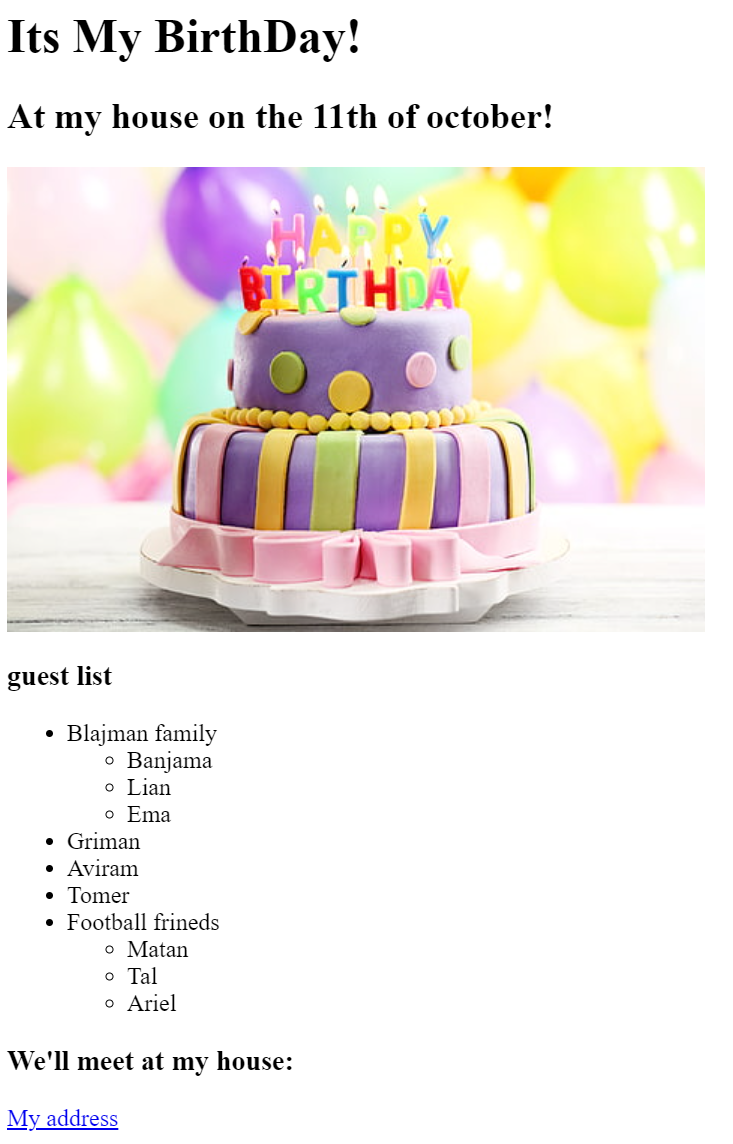 Its My BirthDay!
At my house on the 11th of october!
HAPPY
BIRTHDAY
guest list
Blajman family
Banjama
Lian
Ema
Griman
Aviram
Tomer
Football frineds
Matan
Tal
Ariel
We'll meet at my house:
My address